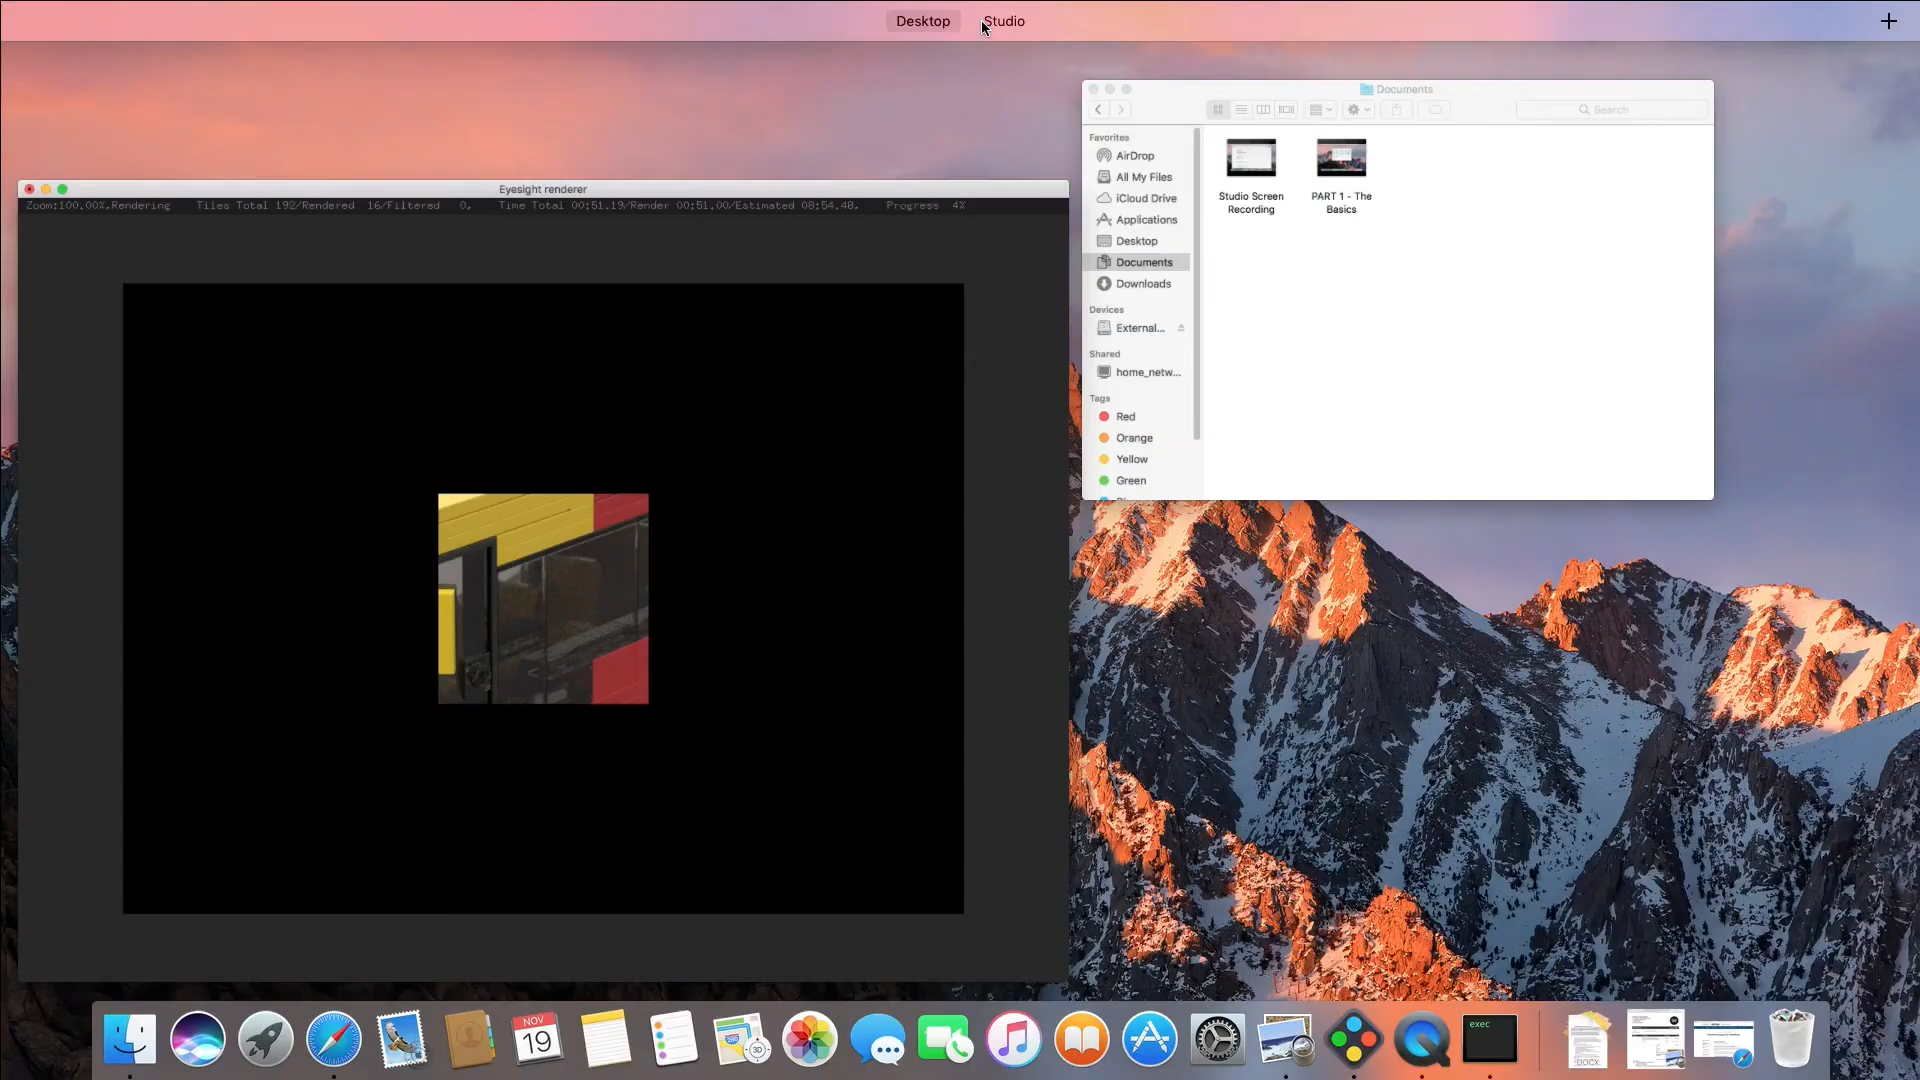 Desktop Studio
Documents
Search
Favorites
AirDrop
All My Files
iCloud Drive
Applications
Desktop
Documents
Downloads
Devices
External...
Shared
home_netw...
Tags
Red
Orange
Yellow
Green
Studio Screen
Recording
PART 1 - The
Basics
Eyesight renderer
Zoom:100.00%,Rendering Tiles Total 192/Rendered 16/Filtered 0, Time Total 00:51.19/Render 00:51.00/Estimated 08:54.48, Progress 4%
NOV
19
280
3D
exec
DOCX